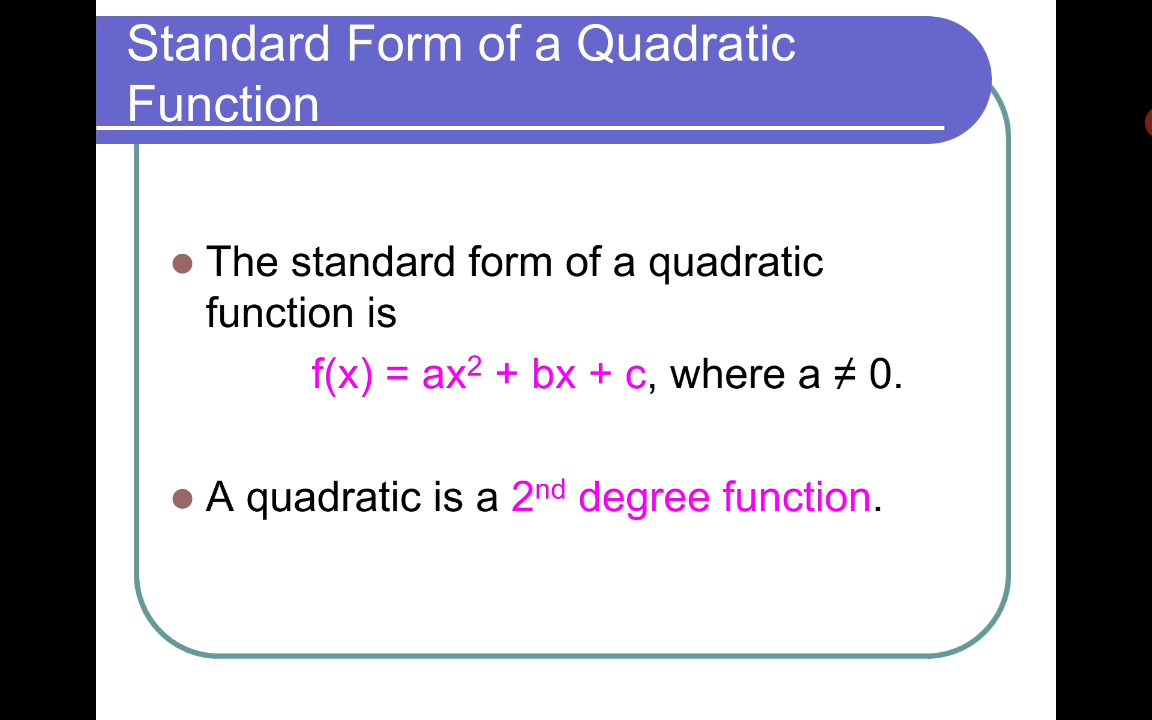 Standard Form of a Quadratic
Function
The standard form of a quadratic
function is
f(x) = ax² + bx + c, where a ≠ 0.
A quadratic is a 2ⁿᵈ degree function.